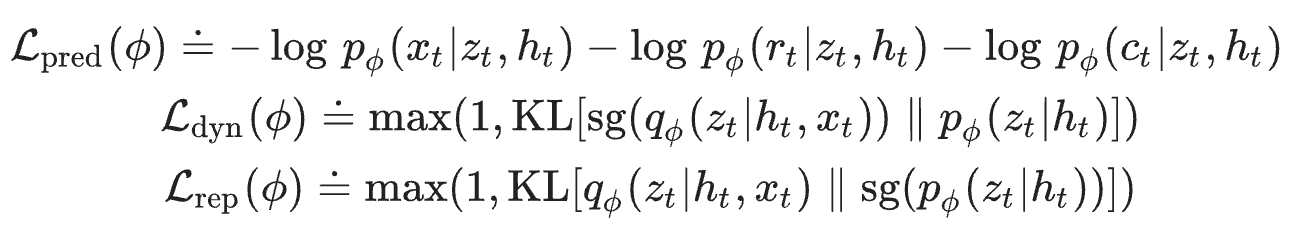 ℒ_pred(ϕ) ≐ − log p_ϕ(x_t|z_t, h_t) − log p_ϕ(r_t|z_t, h_t) − log p_ϕ(c_t|z_t, h_t)
ℒ_dyn(ϕ) ≐ max(1, KL[sg(q_ϕ(z_t|h_t, x_t)) ∥ p_ϕ(z_t|h_t)])
ℒ_rep(ϕ) ≐ max(1, KL[q_ϕ(z_t|h_t, x_t) ∥ sg(p_ϕ(z_t|h_t))])